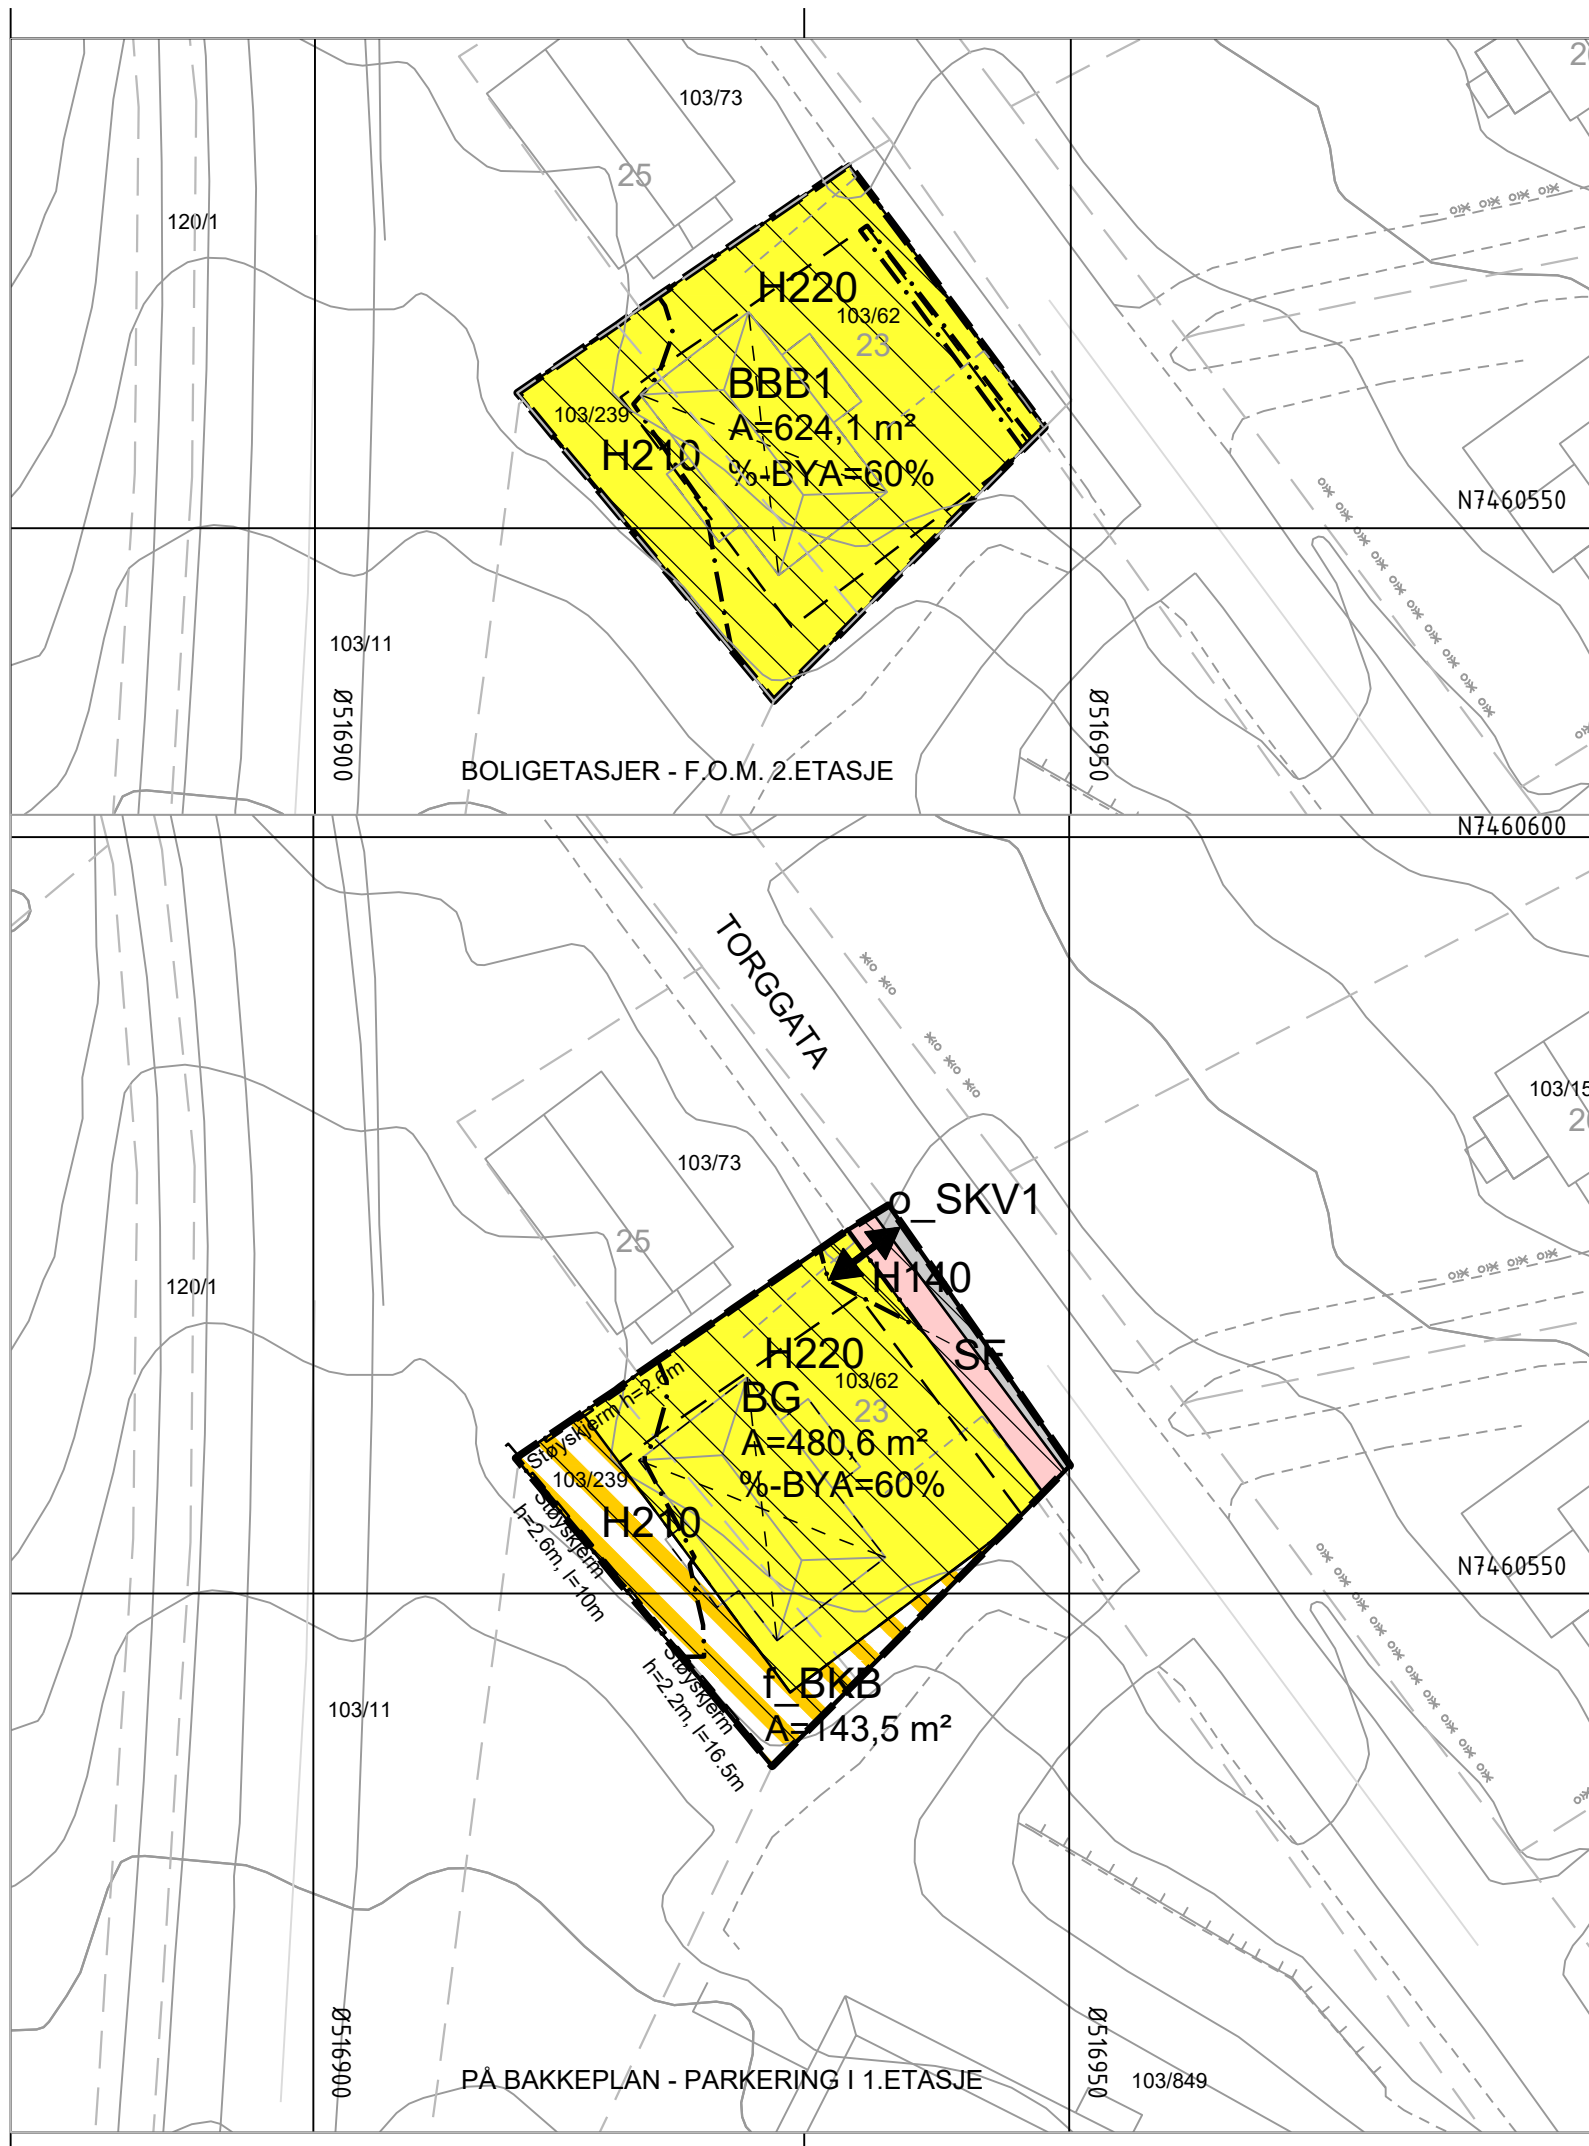 103/73
25
120/1
H220
103/62
23
BBB1
A=624,1 m²
%-BYA=60%
103/239
H210
N7460550
103/11
Ø516900
Ø516950
BOLIGETASJER - F.O.M. 2.ETASJE
N7460600
TORGGATA
103/15
103/73
25
120/1
o_SKV1
H140
SF
H220
103/62
BG
23
A=480,6 m²
%-BYA=60%
Støyskjerm h=2.6m
103/239
H210
Støyskjerm
h=2.6m, l=10m
N7460550
Støyskjerm
h=2.2m, l=16.5m
f_BKB
A=143,5 m²
103/11
Ø516900
Ø516950
PÅ BAKKEPLAN - PARKERING I 1.ETASJE
103/849